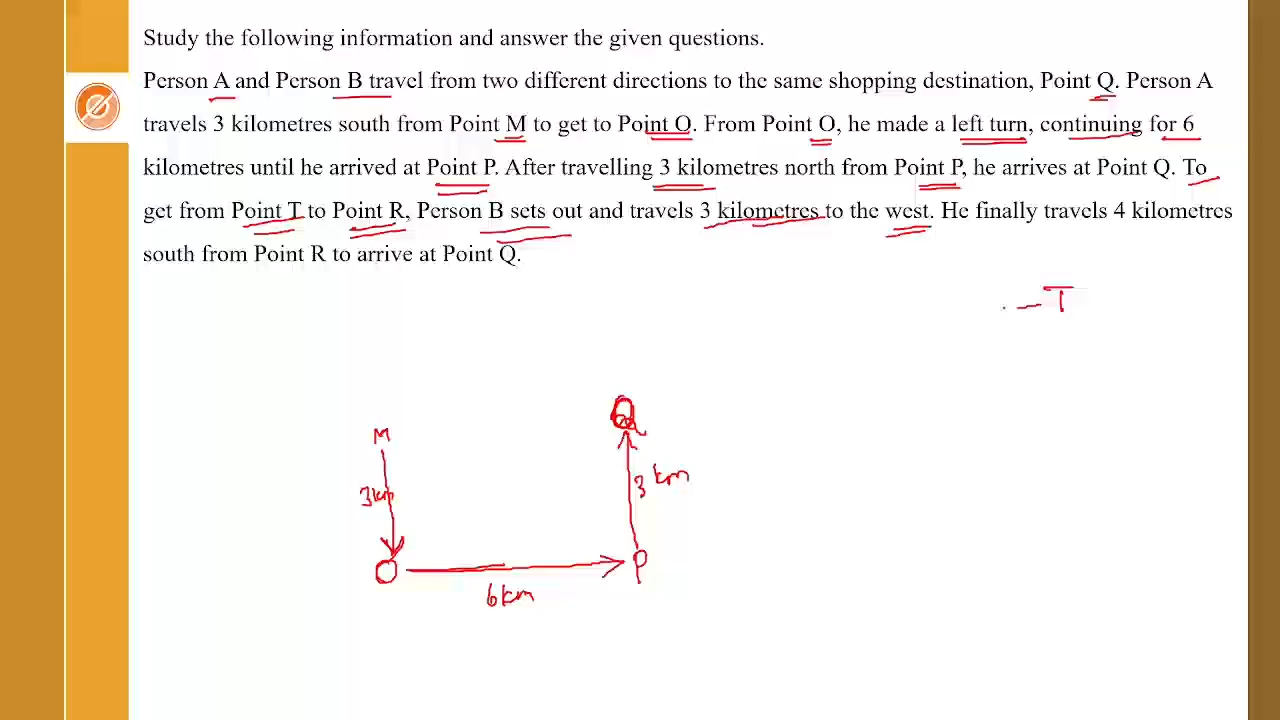 Study the following information and answer the given questions.
Person A and Person B travel from two different directions to the same shopping destination, Point Q. Person A
travels 3 kilometres south from Point M to get to Point O. From Point O, he made a left turn, continuing for 6
kilometres until he arrived at Point P. After travelling 3 kilometres north from Point P, he arrives at Point Q. To
get from Point T to Point R, Person B sets out and travels 3 kilometres to the west. He finally travels 4 kilometres
south from Point R to arrive at Point Q.
T
Q
M
3km
3 km
O
P
6km